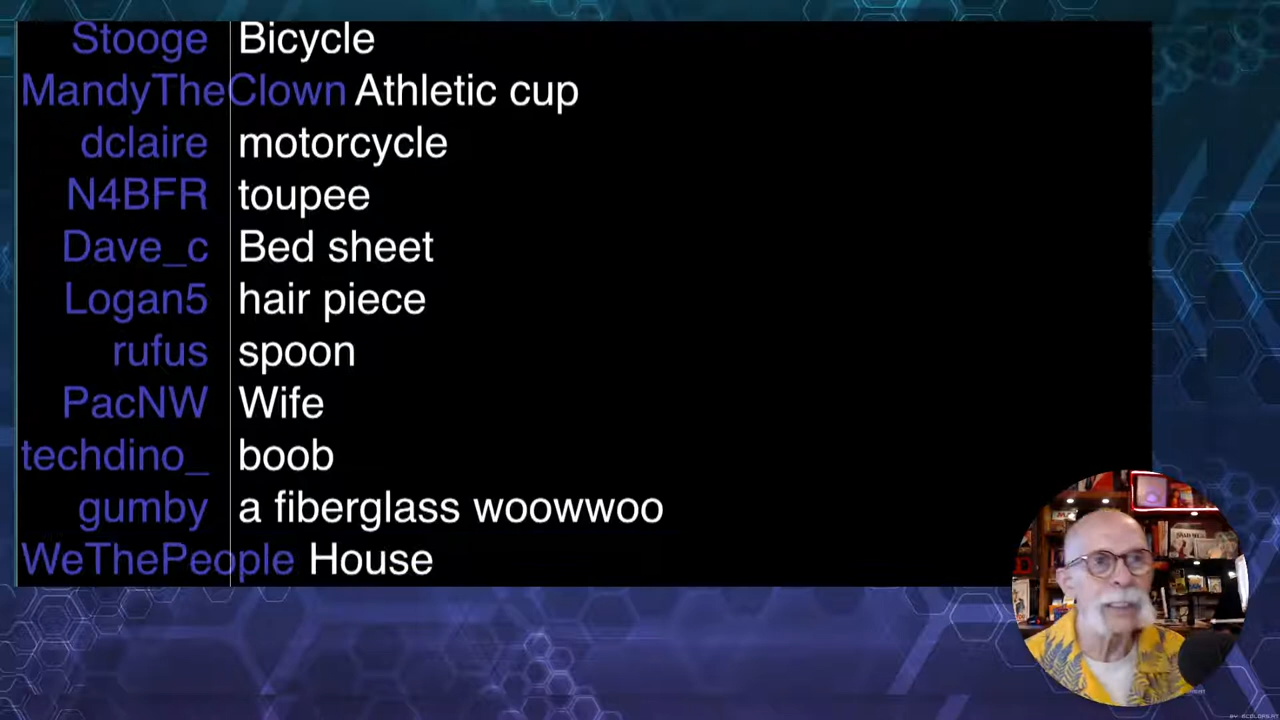 Stooge Bicycle
MandyTheClown Athletic cup
dclaire motorcycle
N4BFR toupee
Dave_c Bed sheet
Logan5 hair piece
rufus spoon
PacNW Wife
techdino_ boob
gumby a fiberglass woowwoo
WeThePeople House